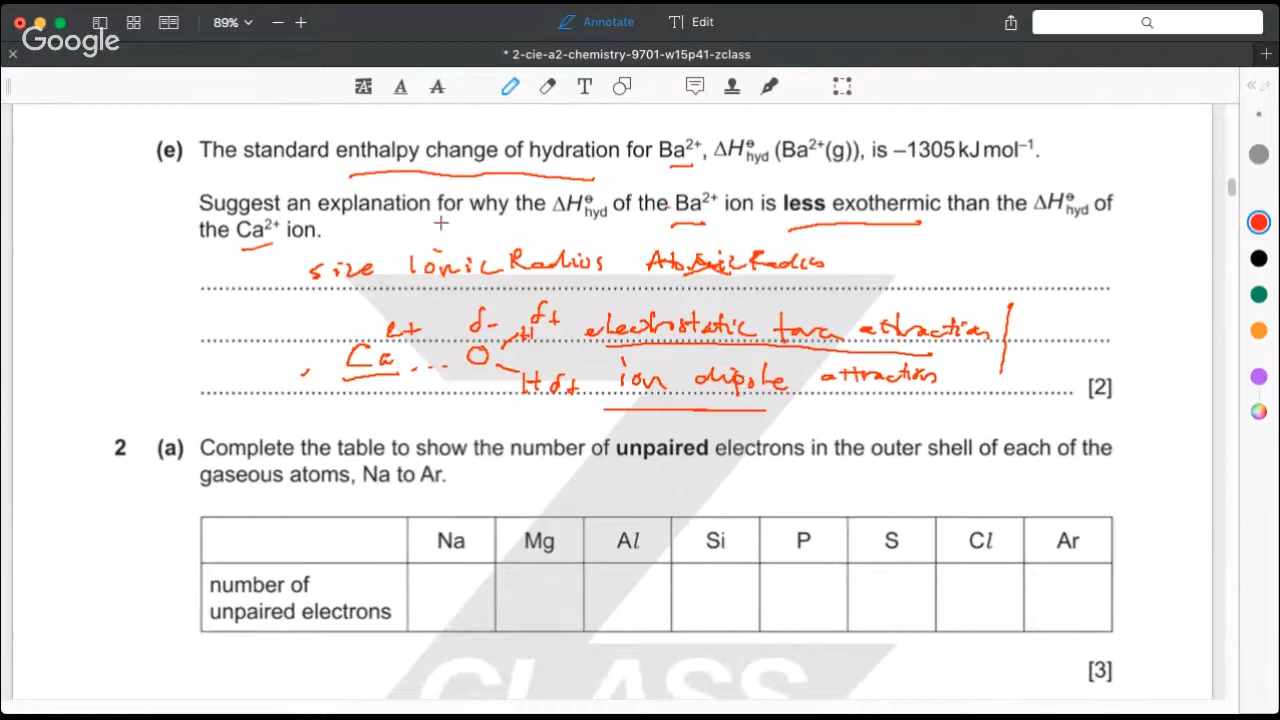 89%
Annotate
Edit
Google
* 2-cie-a2-chemistry-9701-w15p41-zclass
(e) The standard enthalpy change of hydration for Ba²⁺, ΔH°hyd (Ba²⁺(g)), is −1305 kJ mol⁻¹.
Suggest an explanation for why the ΔH°hyd of the Ba²⁺ ion is less exothermic than the ΔH°hyd of
the Ca²⁺ ion. 
size Ionic Radius Atomic Radius
δ- H δ+ electrostatic attraction
Ca ... O
H δ+ ion dipole attraction
[2]
2 (a) Complete the table to show the number of unpaired electrons in the outer shell of each of the
gaseous atoms, Na to Ar.
Na Mg Al Si P S Cl Ar
number of
unpaired electrons
[3]
Z
CLASS